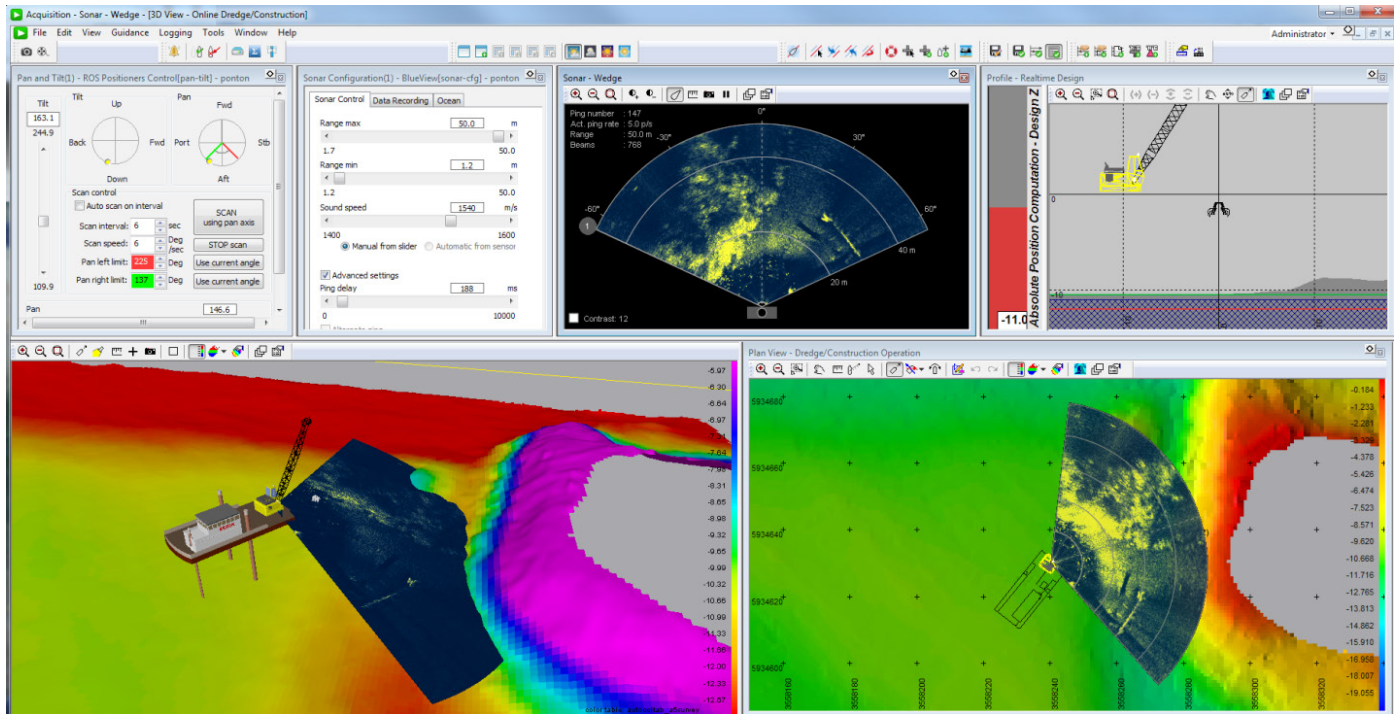 Acquisition - Sonar - Wedge - [3D View - Online Dredge/Construction]
File Edit View Guidance Logging Tools Window Help
Administrator
Pan and Tilt(1) - ROS Positioners Control[pan-tilt] - ponton
Tilt
163.1
244.9
109.9
Tilt
Up
Back
Fwd
Down
Pan
Fwd
Port
Stb
Aft
Scan control
Auto scan on interval
Scan interval: 6 sec
Scan speed: 6 Deg /sec
Pan left limit: 225 Deg
Pan right limit: 137 Deg
SCAN
using pan axis
STOP scan
Use current angle
Use current angle
Pan
146.6
Sonar Configuration(1) - BlueView[sonar-cfg] - ponton
Sonar Control Data Recording Ocean
Range max 50.0 m
1.7 50.0
Range min 1.2 m
1.2 50.0
Sound speed 1540 m/s
1400 1600
Manual from slider Automatic from sensor
Advanced settings
Ping delay 188 ms
0 10000
Sonar - Wedge
Ping number : 147
Act. ping rate : 5.0 p/s
Range : 50.0 m
Beams : 768
0°
-30°
30°
-60°
60°
1
40 m
20 m
Contrast: 12
Profile - Realtime Design
Absolute Position Computation - Design Z
-11.0
0
-10
-10
0
10
-6.97
-6.30
-6.64
-6.97
-7.31
-7.64
-7.98
-8.31
-8.65
-8.98
-9.32
-9.65
-9.99
-10.32
-10.66
-10.99
-11.33
-11.66
-12.00
-12.33
-12.67
Plan View - Dredge/Construction Operation
5934680
5934660
5934640
5934620
5934600
3558160
3558180
3558200
3558220
3558240
3558260
3558280
3558300
3558320
-0.184
-1.233
-2.281
-3.329
-4.378
-5.426
-6.474
-7.523
-8.571
-9.620
-10.668
-11.716
-12.765
-13.813
-14.862
-15.910
-16.958
-18.007
-19.055